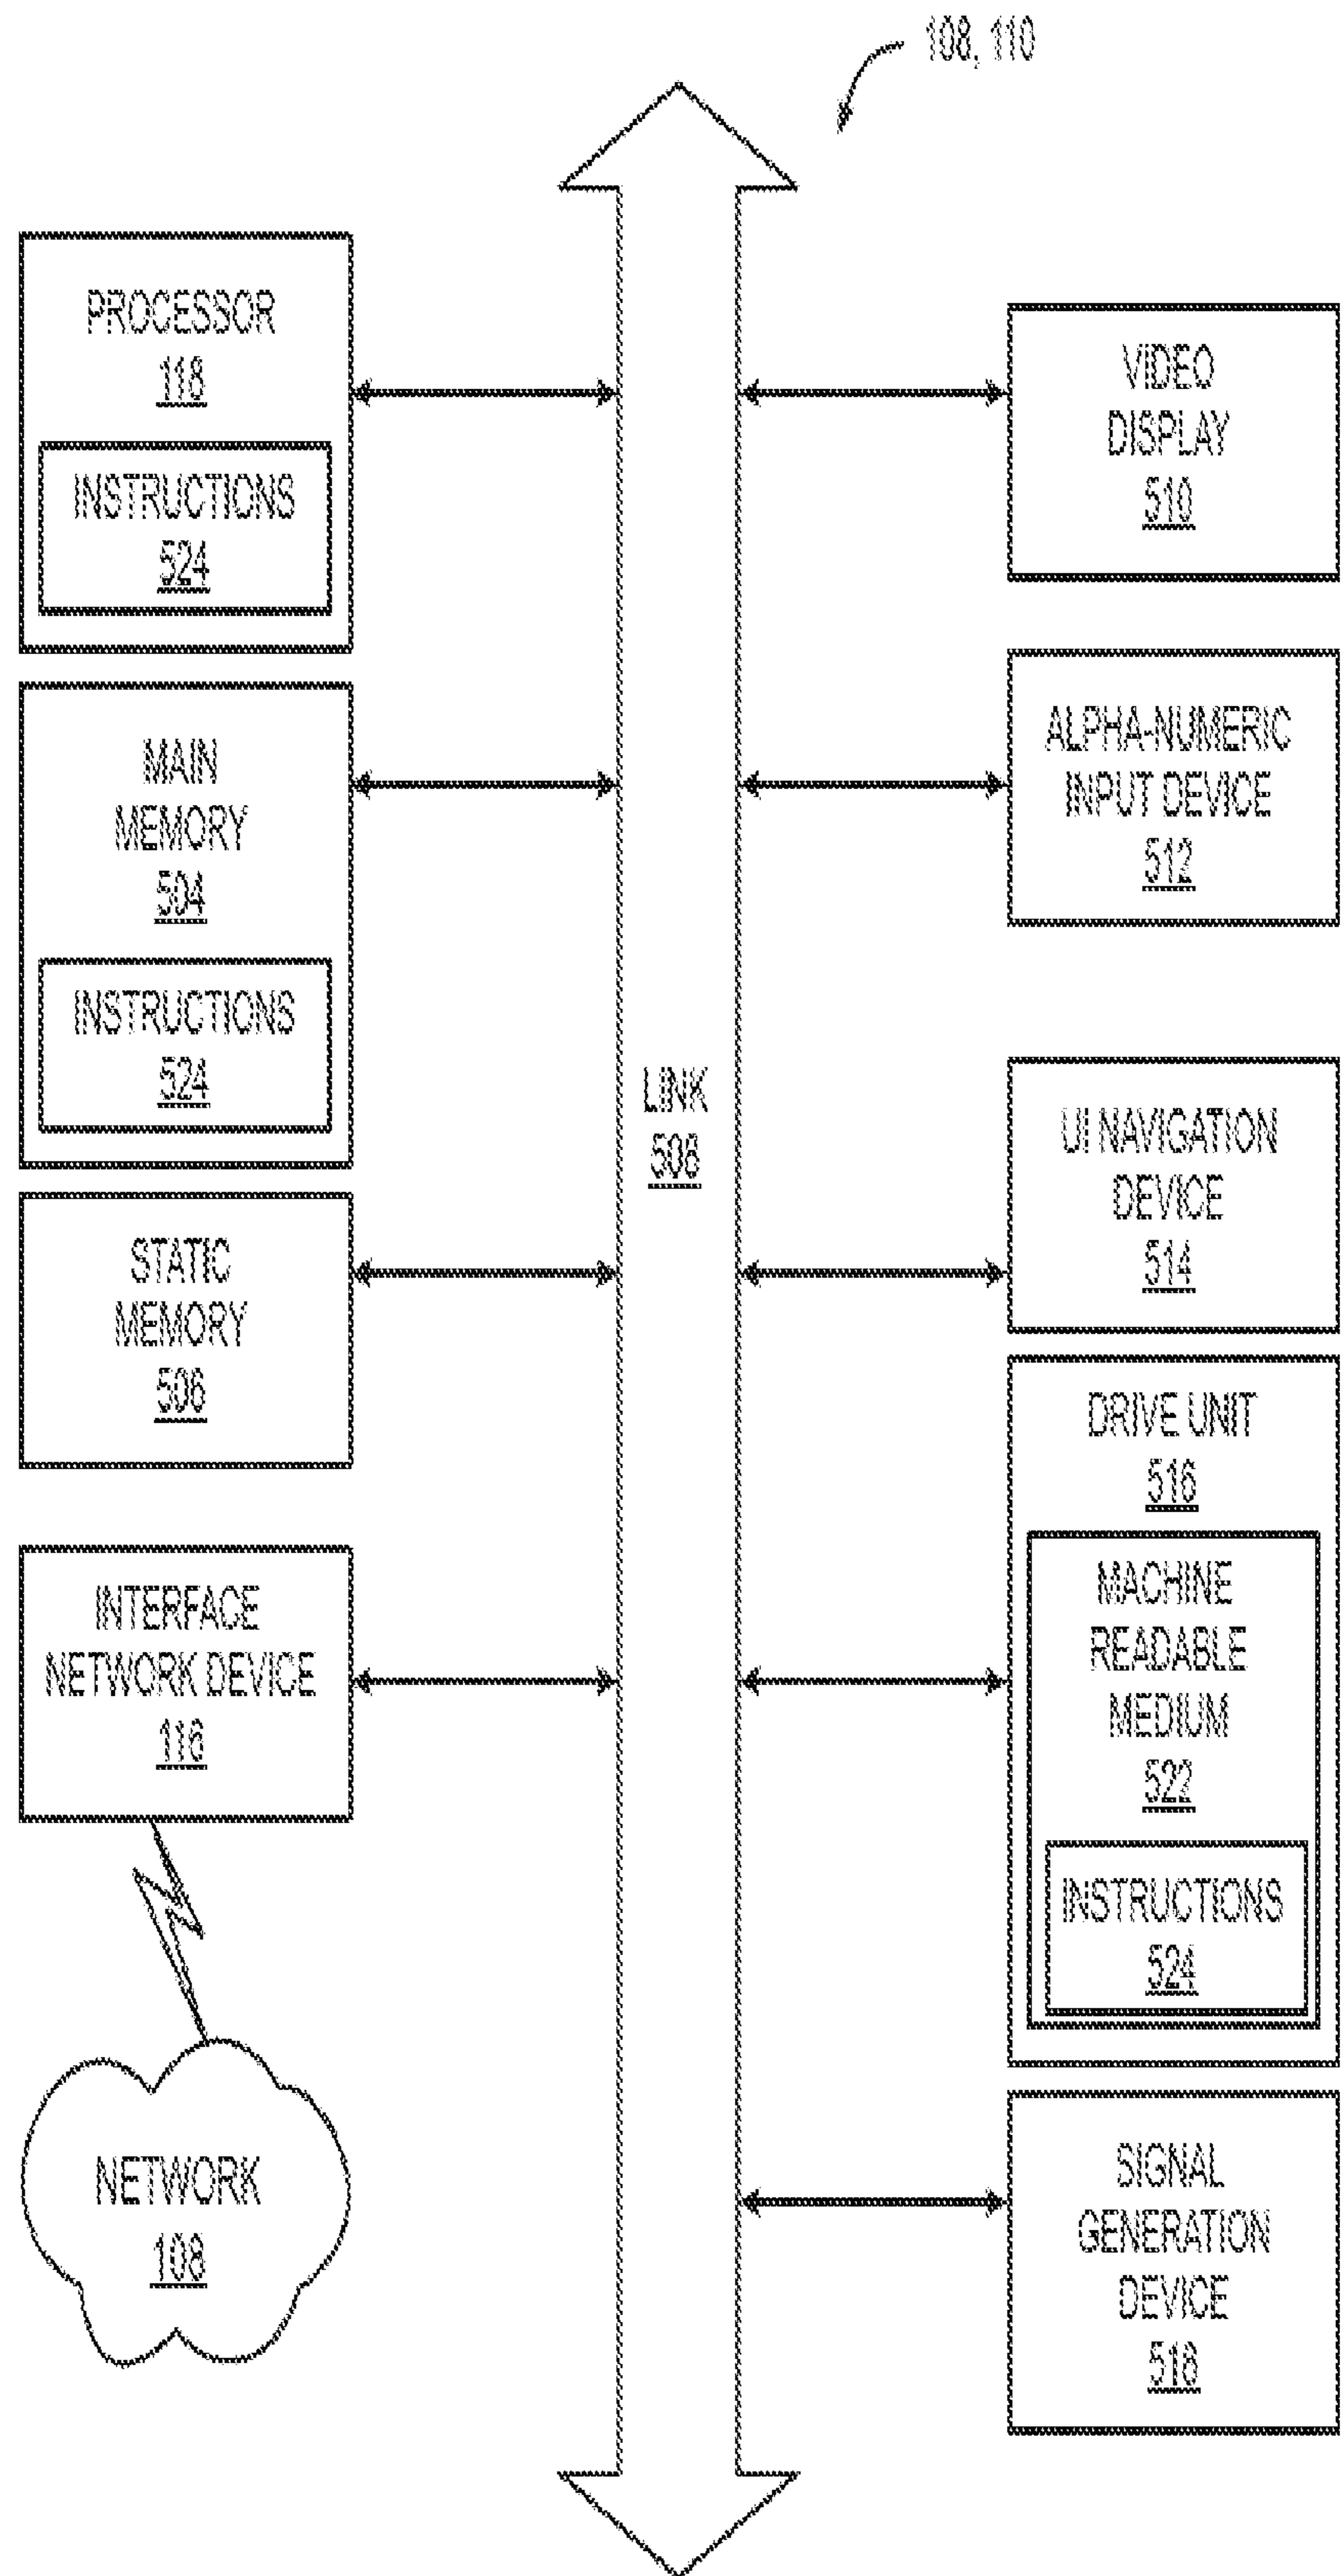 108, 110
PROCESSOR
118
INSTRUCTIONS
524
MAIN
MEMORY
504
INSTRUCTIONS
524
STATIC
MEMORY
506
INTERFACE
NETWORK DEVICE
116
NETWORK
108
LINK
508
VIDEO
DISPLAY
510
ALPHA-NUMERIC
INPUT DEVICE
512
UI NAVIGATION
DEVICE
514
DRIVE UNIT
516
MACHINE
READABLE
MEDIUM
522
INSTRUCTIONS
524
SIGNAL
GENERATION
DEVICE
518